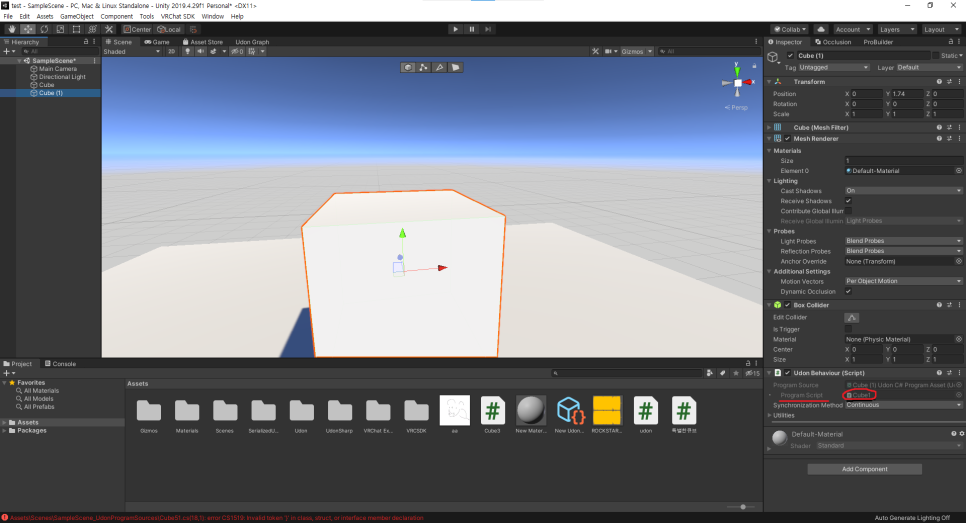 test - SampleScene - PC, Mac & Linux Standalone - Unity 2019.4.29f1 Personal* <DX11>
File Edit Assets GameObject Component Tools VRChat SDK Window Help
Center Local Collab Account Layers Layout
Hierarchy
All
SampleScene*
Main Camera
Directional Light
Cube
Cube (1)
Scene Game Asset Store Udon Graph
Shaded 2D 0 Gizmos All
y
x
Persp
Inspector Occlusion ProBuilder
Cube (1) Static
Tag Untagged Layer Default
Transform
Position X 0 Y 1.74 Z 0
Rotation X 0 Y 0 Z 0
Scale X 1 Y 1 Z 1
Cube (Mesh Filter)
Mesh Renderer
Materials
Size 1
Element 0 Default-Material
Lighting
Cast Shadows On
Receive Shadows
Contribute Global Illum
Receive Global Illumin Light Probes
Probes
Light Probes Blend Probes
Reflection Probes Blend Probes
Anchor Override None (Transform)
Additional Settings
Motion Vectors Per Object Motion
Dynamic Occlusion
Box Collider
Edit Collider
Is Trigger
Material None (Physic Material)
Center X 0 Y 0 Z 0
Size X 1 Y 1 Z 1
Udon Behaviour (Script)
Program Source Cube (1) Udon C# Program Asset (U
Program Script Cube1
Synchronization Method Continuous
Utilities
Default-Material
Shader Standard
Add Component
Project Console
15
Favorites
All Materials
All Models
All Prefabs
Assets
Packages
Assets
Gizmos Materials Scenes SerializedU... Udon UdonSharp VRChat Ex... VRCSDK New Mater... New Udon... ROOKSTAR... udon 특별한큐브
Assets\Scenes\SampleScene_UdonProgramSources\Cube1.cs(18,1): error CS1519: Invalid token '}' in class, struct, or interface member declaration
Auto Generate Lighting Off